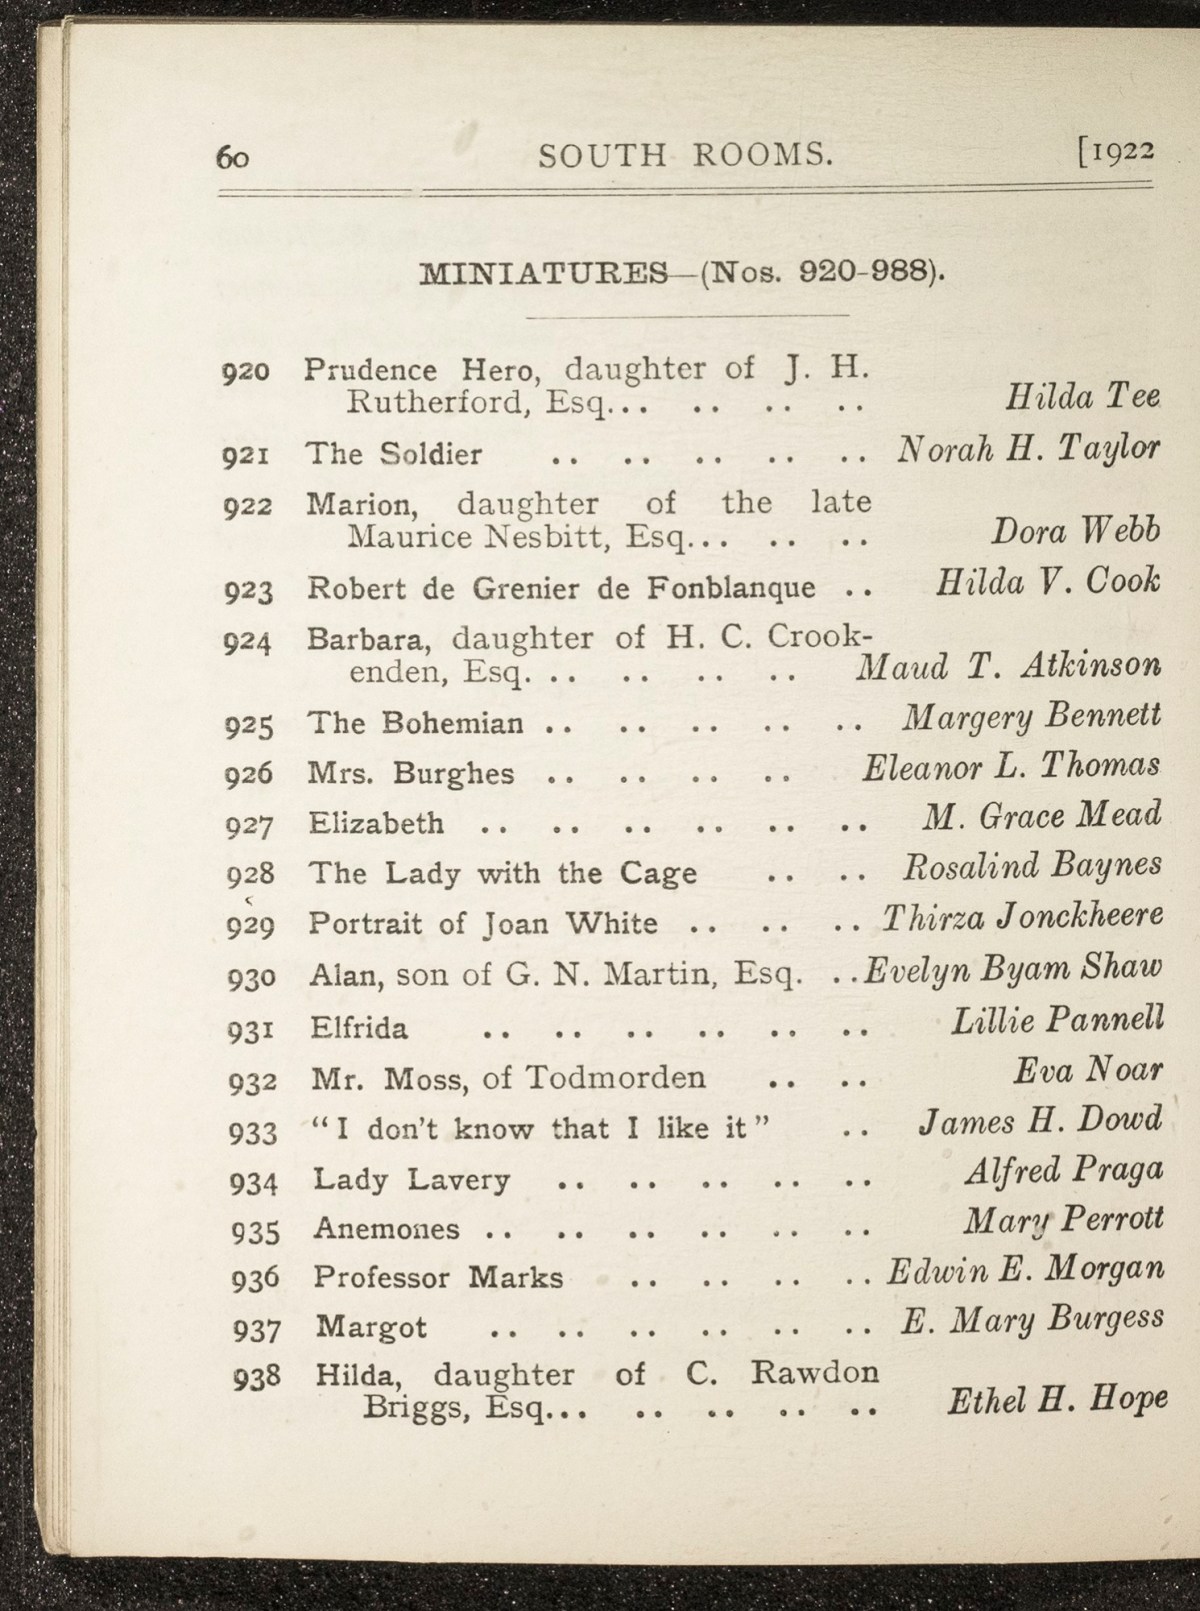 60 SOUTH ROOMS. [1922
MINIATURES—(Nos. 920-988).
920 Prudence Hero, daughter of J. H.
Rutherford, Esq... .. .. .. Hilda Tee
921 The Soldier .. .. .. .. .. Norah H. Taylor
922 Marion, daughter of the late
Maurice Nesbitt, Esq... .. .. Dora Webb
923 Robert de Grenier de Fonblanque .. Hilda V. Cook
924 Barbara, daughter of H. C. Crook-
enden, Esq. .. .. .. .. Maud T. Atkinson
925 The Bohemian .. .. .. .. .. Margery Bennett
926 Mrs. Burghes .. .. .. .. Eleanor L. Thomas
927 Elizabeth .. .. .. .. .. .. M. Grace Mead
928 The Lady with the Cage .. .. Rosalind Baynes
929 Portrait of Joan White .. .. .. Thirza Jonckheere
930 Alan, son of G. N. Martin, Esq. .. Evelyn Byam Shaw
931 Elfrida .. .. .. .. .. .. Lillie Pannell
932 Mr. Moss, of Todmorden .. .. Eva Noar
933 "I don't know that I like it" .. James H. Dowd
934 Lady Lavery .. .. .. .. .. Alfred Praga
935 Anemones .. .. .. .. .. .. Mary Perrott
936 Professor Marks .. .. .. .. Edwin E. Morgan
937 Margot .. .. .. .. .. .. E. Mary Burgess
938 Hilda, daughter of C. Rawdon
Briggs, Esq... .. .. .. .. Ethel H. Hope